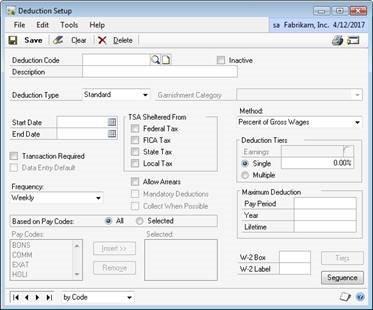 Deduction Setup
File Edit Tools Help sa Fabrikam, Inc. 4/12/2017
Save Clear Delete
Deduction Code Inactive
Description
Deduction Type Standard Garnishment Category
Start Date
End Date
Transaction Required
Data Entry Default
Frequency:
Weekly
TSA Sheltered From
Federal Tax
FICA Tax
State Tax
Local Tax
Allow Arrears
Mandatory Deductions
Collect When Possible
Method:
Percent of Gross Wages
Deduction Tiers
Earnings
Single 0.00%
Multiple
Maximum Deduction
Pay Period
Year
Lifetime
Based on Pay Codes: All Selected
Pay Codes: Selected:
BONS
COMM
EXAT
HOLI
Insert >>
Remove
W-2 Box
W-2 Label
Tiers
Sequence
by Code